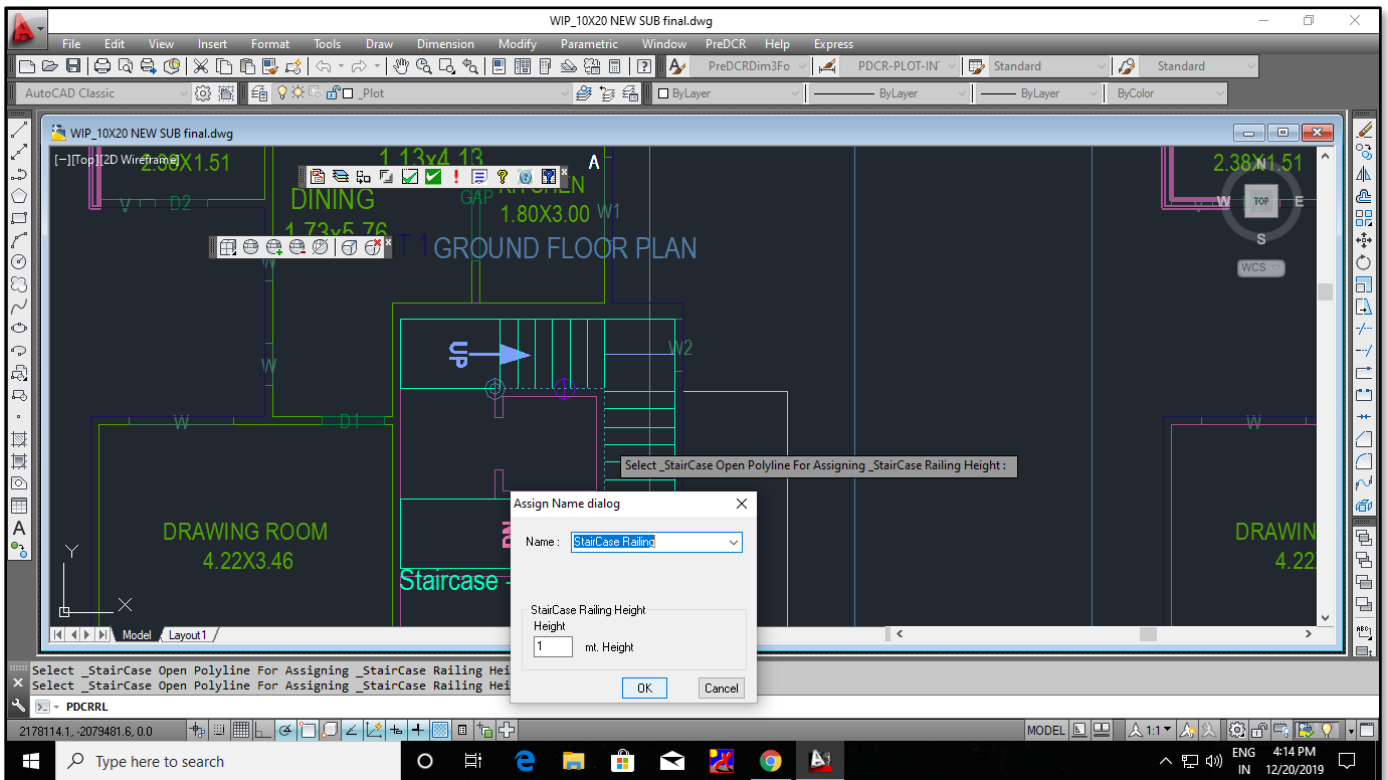 WIP_10X20 NEW SUB final.dwg
File Edit View Insert Format Tools Draw Dimension Modify Parametric Window PreDCR Help Express
PreDCRDim3Fo PDCR-PLOT-IN Standard Standard
AutoCAD Classic _Plot ByLayer ByLayer ByLayer ByColor
WIP_10X20 NEW SUB final.dwg
[−][Top][2D Wireframe]
2.38X1.51
1.13x4.13
A
2.38X1.51
N
V D2
DINING
GAP
KITCHEN
W TOP E
1.73x5.76
1.80X3.00 W1
GROUND FLOOR PLAN
S
WCS
W
UP
W2
W
W D1
W
Select _StairCase Open Polyline For Assigning _StairCase Railing Height :
Assign Name dialog
Name : StairCase Railing
DRAWING ROOM
4.22X3.46
DRAWIN
4.22
Staircase -
StairCase Railing Height
Height
1 mt. Height
OK Cancel
Y
X
Model Layout1
Select _StairCase Open Polyline For Assigning _StairCase Railing Hei
Select _StairCase Open Polyline For Assigning _StairCase Railing Hei
PDCRRL
2178114.1, -2079481.6, 0.0 MODEL 1:1
Type here to search
ENG 4:14 PM
IN 12/20/2019